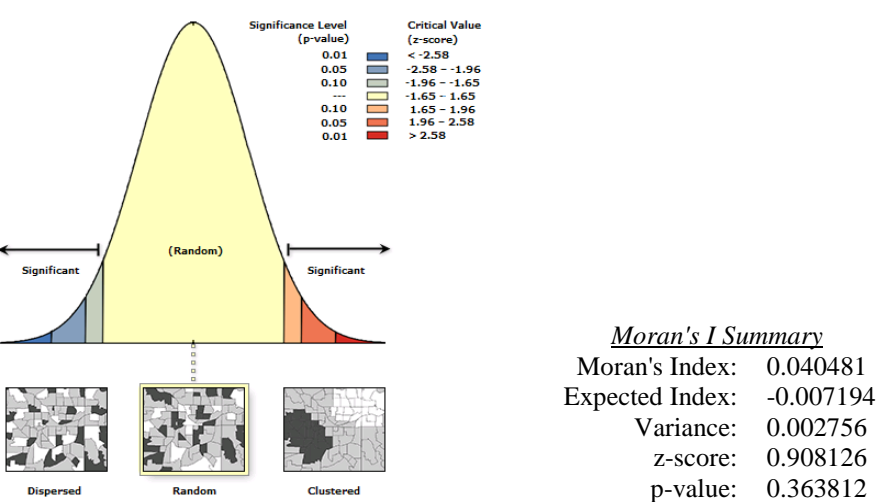 Significance Level Critical Value
(p-value) (z-score)
0.01 < -2.58
0.05 -2.58 - -1.96
0.10 -1.96 - -1.65
--- -1.65 - 1.65
0.10 1.65 - 1.96
0.05 1.96 - 2.58
0.01 > 2.58
(Random)
Significant Significant
Dispersed Random Clustered
Moran's I Summary
Moran's Index: 0.040481
Expected Index: -0.007194
Variance: 0.002756
z-score: 0.908126
p-value: 0.363812